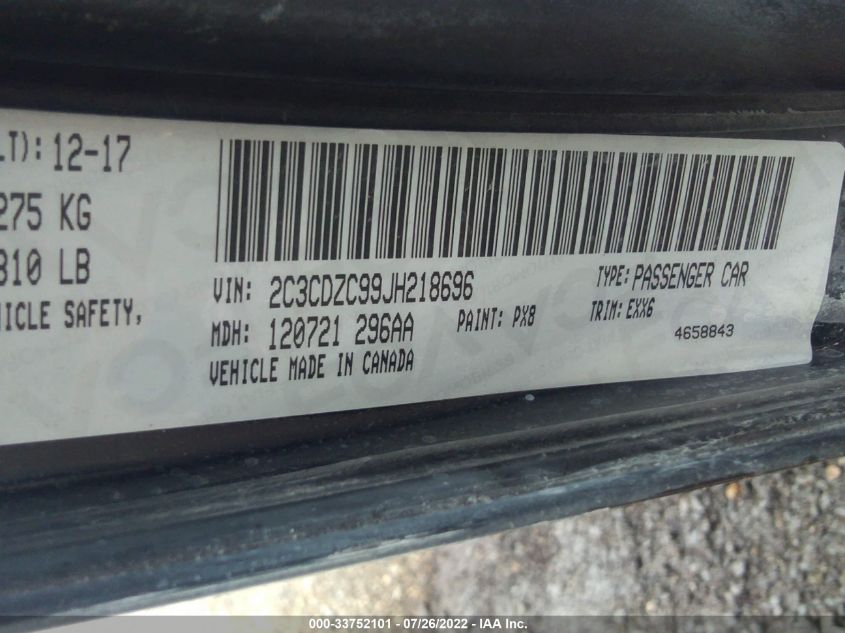 LT): 12-17
275 KG
810 LB
HICLE SAFETY,
VIN: 2C3CDZC99JH218696
TYPE: PASSENGER CAR
MDH: 120721 296AA
PAINT: PX8
TRIM: EXX6
VEHICLE MADE IN CANADA
4658843
000-33752101 - 07/26/2022 - IAA Inc.